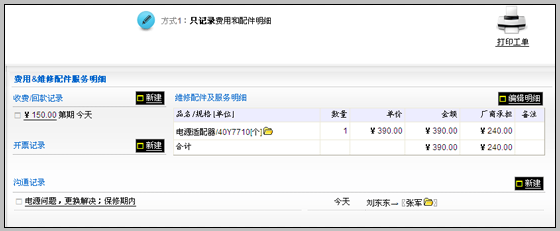 方式1：只记录费用和配件明细
打印工单
费用&维修配件服务明细
收费/回款记录 新建
¥ 150.00 第期 今天
开票记录 新建
维修配件及服务明细 编辑明细
品名/规格[单位] 数量 单价 金额 厂商承担 备注
电源适配器/40Y7710[个] 1 ¥ 390.00 ¥ 390.00 ¥ 240.00
合计 ¥ 390.00 ¥ 240.00
沟通记录 新建
电源问题，更换解决；保修期内 今天 刘东东→〖张军〗